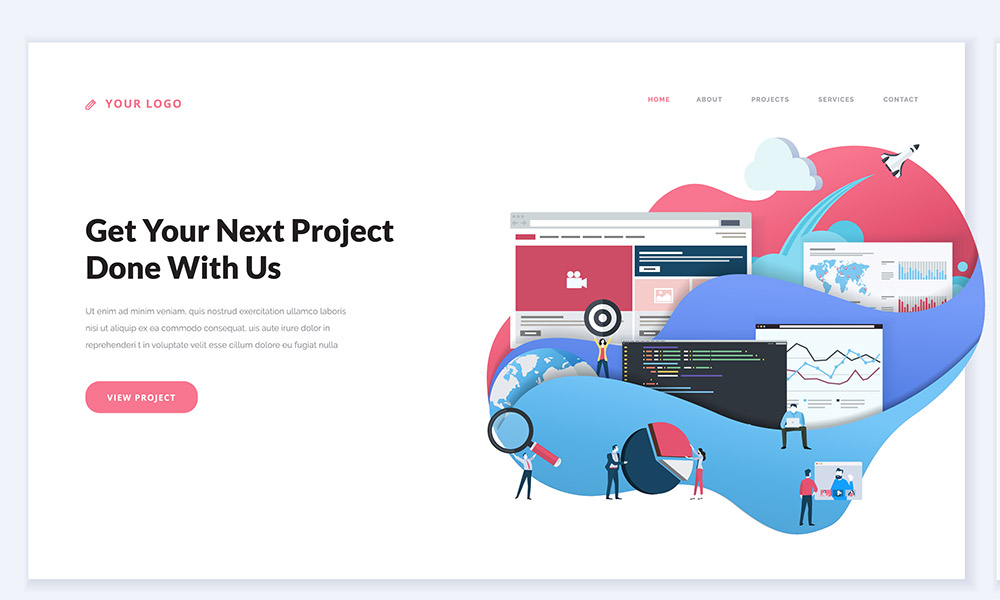 YOUR LOGO
HOME ABOUT PROJECTS SERVICES CONTACT
Get Your Next Project
Done With Us
Ut enim ad minim veniam, quis nostrud exercitation ullamco laboris
nisi ut aliquip ex ea commodo consequat. uis aute irure dolor in
reprehenderi t in voluptate velit esse cillum dolore eu fugiat nulla
VIEW PROJECT